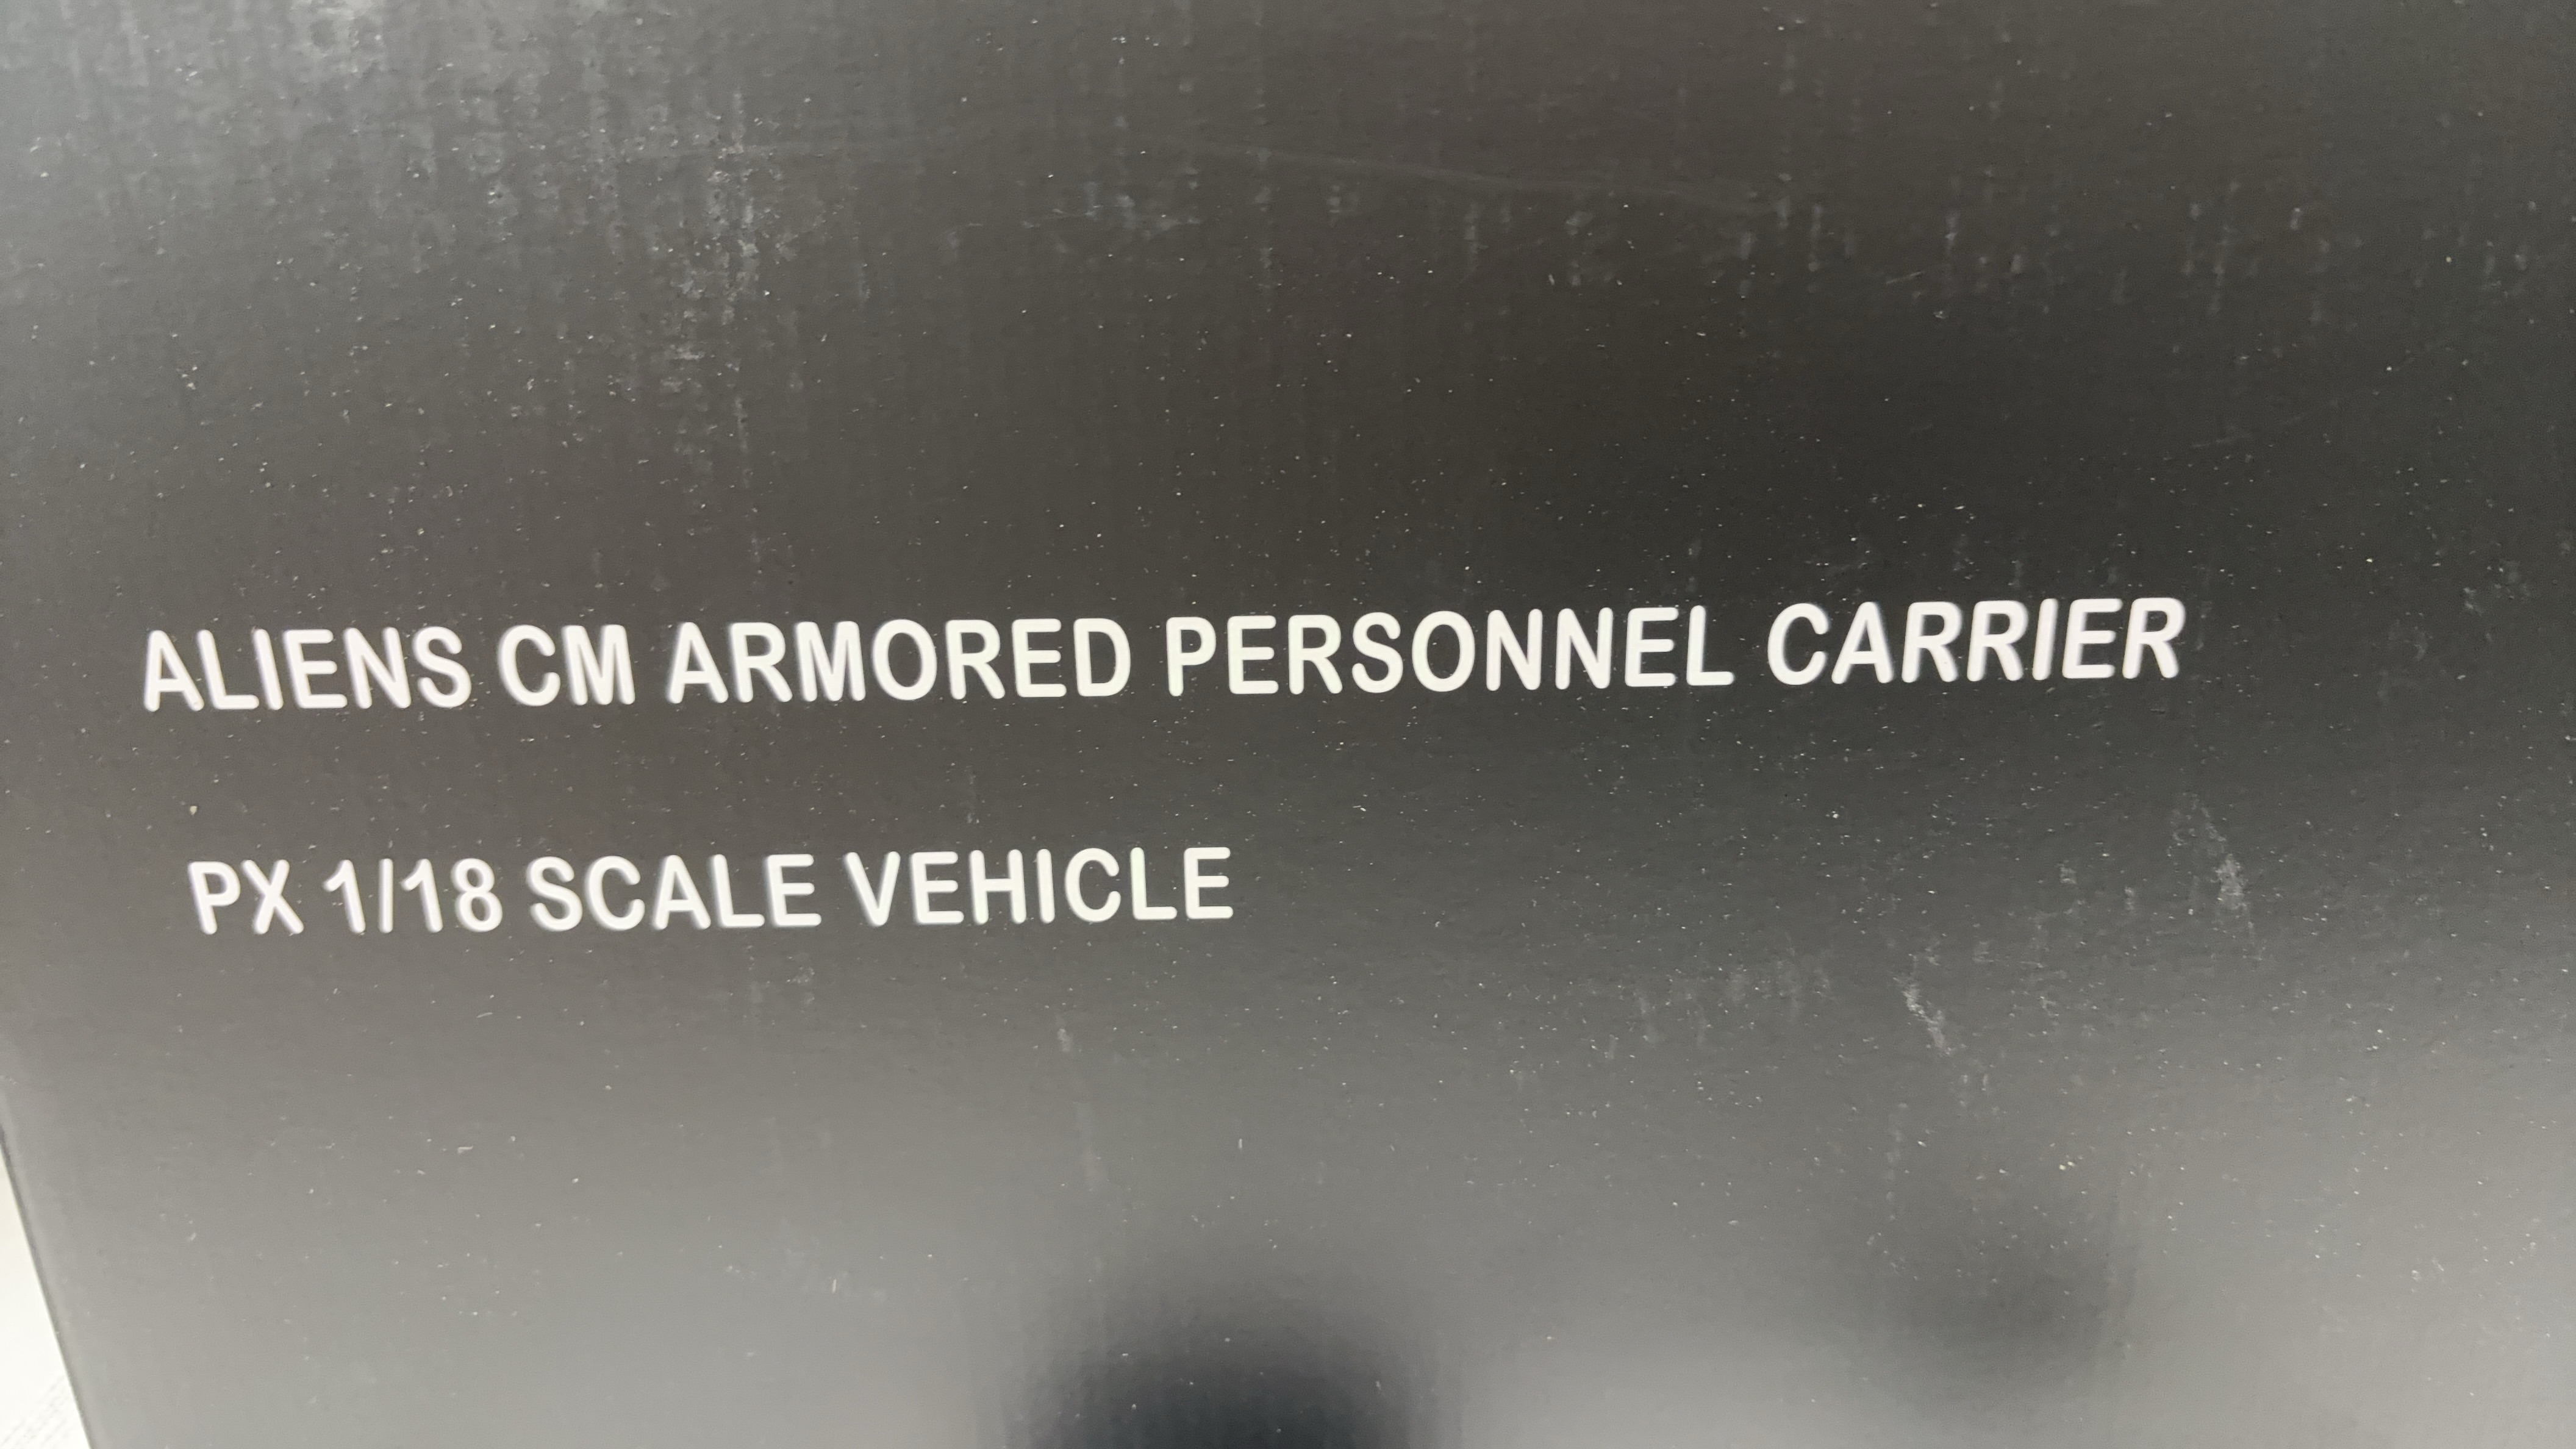 ALIENS CM ARMORED PERSONNEL CARRIER
PX 1/18 SCALE VEHICLE